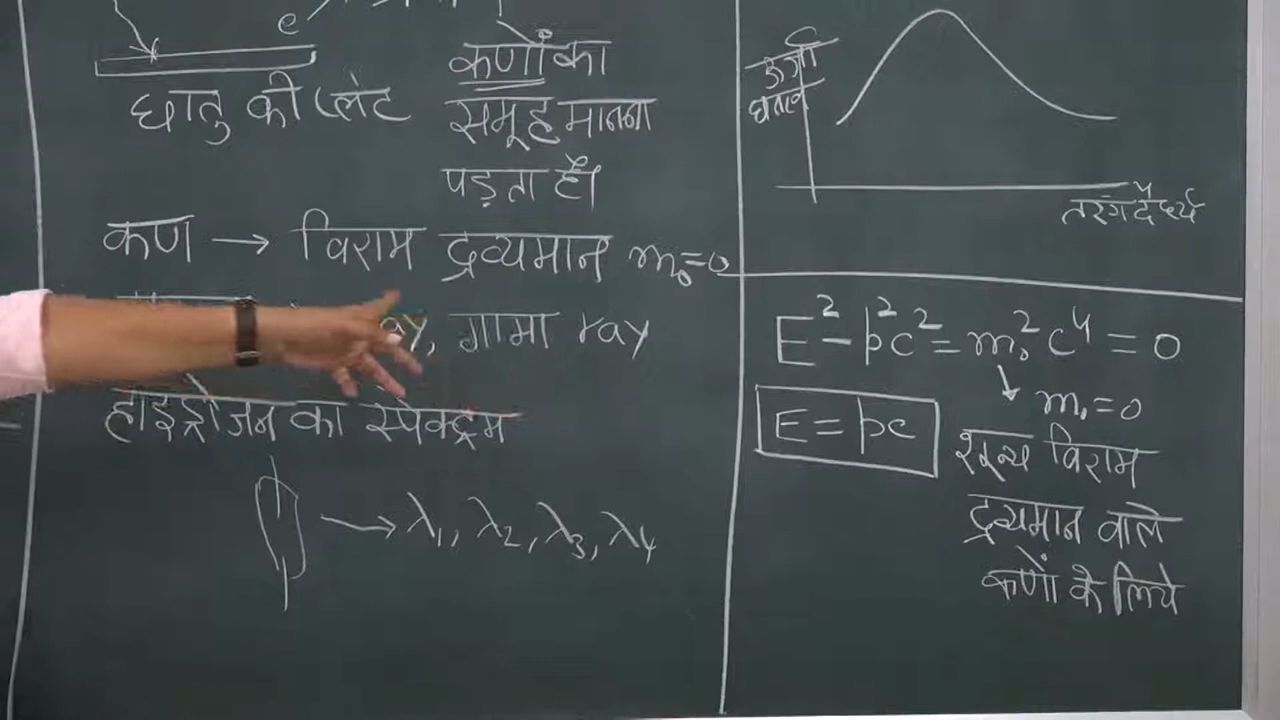 e
धातु की प्लेट
कणों का
समूह मानना
पड़ता है।
कण → विराम द्रव्यमान m₀=0
ay, गामा ray
हाइड्रोजन का स्पेक्ट्रम
→ λ₁, λ₂, λ₃, λ₄
ऊर्जा
घनत्व
तरंगदैर्ध्य
E² - p²c² = m₀²c⁴ = 0
↓ m₀=0
E = pc
शून्य विराम
द्रव्यमान वाले
कणों के लिये